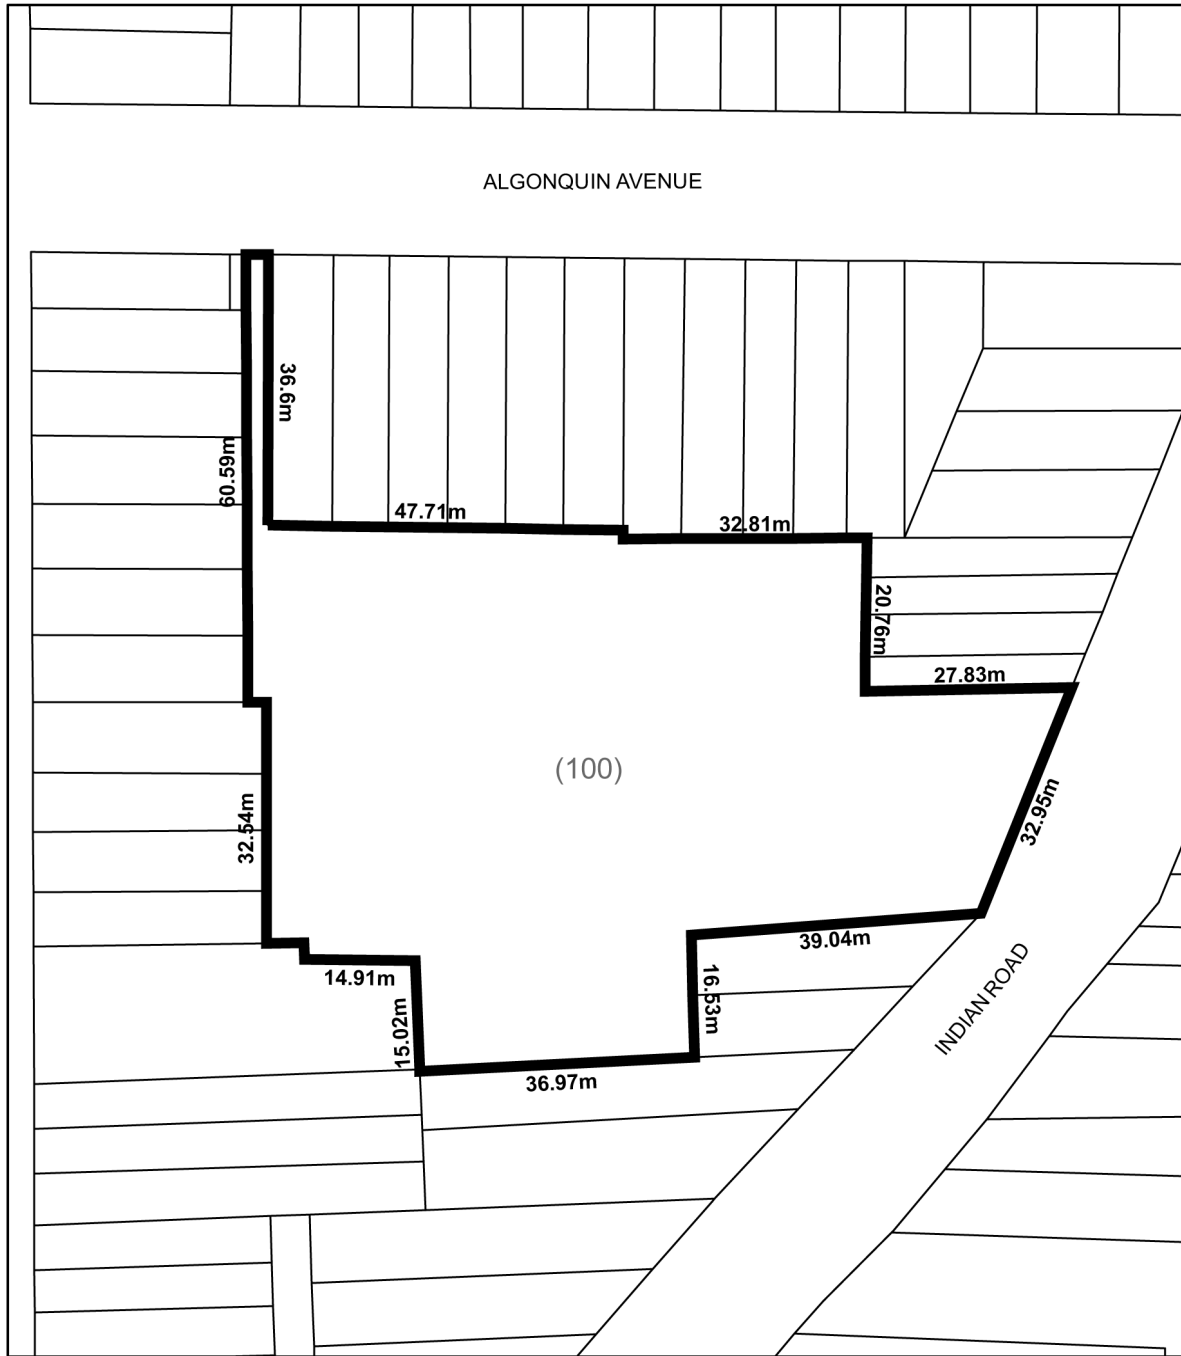 ALGONQUIN AVENUE
36.6m
60.59m
47.71m
32.81m
20.76m
27.83m
(100)
32.95m
32.54m
39.04m
14.91m
16.53m
15.02m
36.97m
INDIAN ROAD